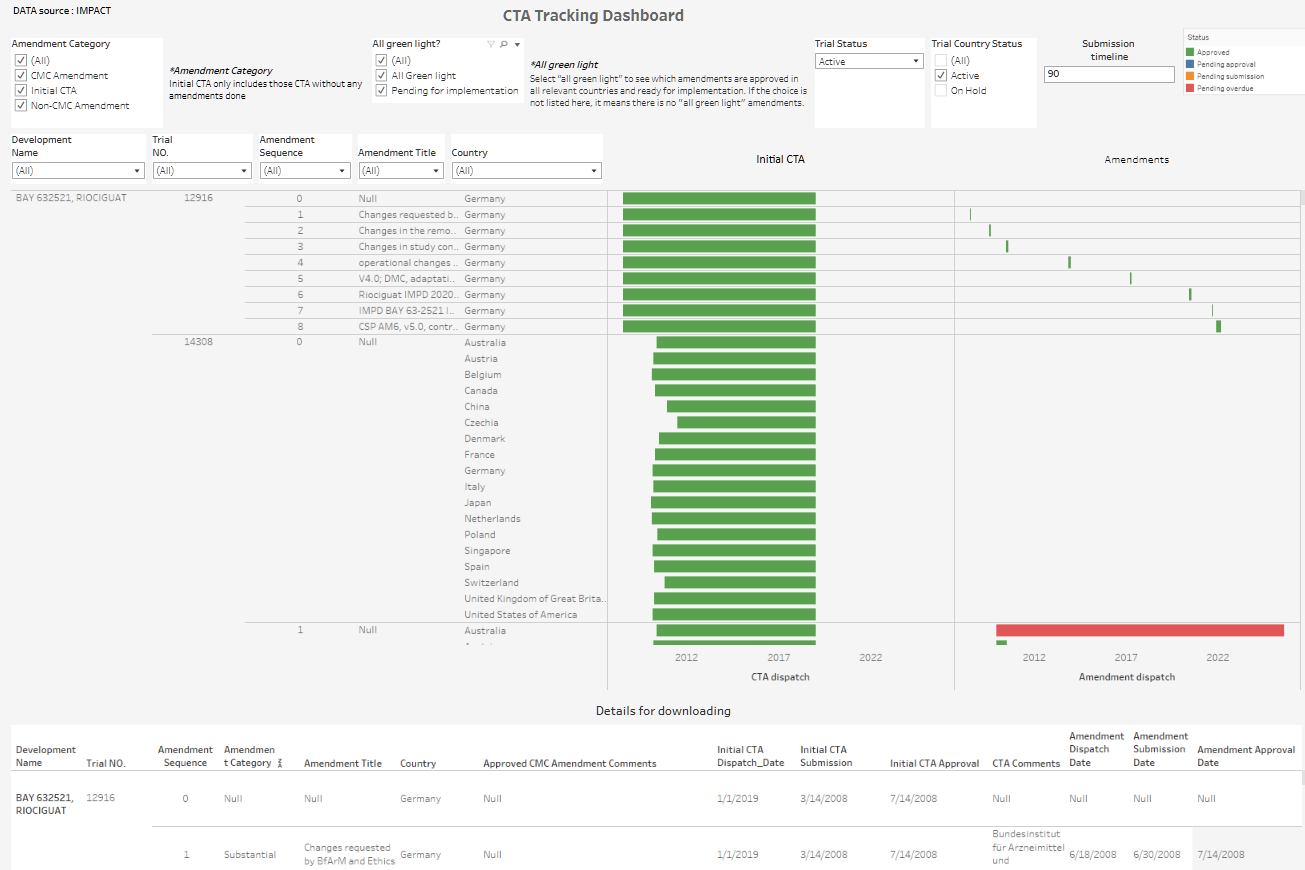 DATA source : IMPACT
CTA Tracking Dashboard
Amendment Category
(All)
CMC Amendment
Initial CTA
Non-CMC Amendment
*Amendment Category
Initial CTA only includes those CTA without any
amendments done
All green light?
(All)
All Green light
Pending for implementation
*All green light
Select "all green light" to see which amendments are approved in
all relevant countries and ready for implementation. If the choice is
not listed here, it means there is no "all green light" amendments.
Trial Status
Active
Trial Country Status
(All)
Active
On Hold
Submission
timeline
90
Status
Approved
Pending approval
Pending submission
Pending overdue
Development
Name
(All)
Trial
NO.
(All)
Amendment
Sequence
(All)
Amendment Title
(All)
Country
(All)
Initial CTA
Amendments
BAY 632521, RIOCIGUAT 12916 0 Null Germany
1 Changes requested b.. Germany
2 Changes in the remo.. Germany
3 Changes in study con.. Germany
4 operational changes .. Germany
5 V4.0; DMC, adaptati.. Germany
6 Riociguat IMPD 2020.. Germany
7 IMPD BAY 63-2521 I.. Germany
8 CSP AM6, v5.0, contr.. Germany
14308 0 Null Australia
Austria
Belgium
Canada
China
Czechia
Denmark
France
Germany
Italy
Japan
Netherlands
Poland
Singapore
Spain
Switzerland
United Kingdom of Great Brita..
United States of America
1 Null Australia
2012 2017 2022
CTA dispatch
2012 2017 2022
Amendment dispatch
Details for downloading
Development
Name
Trial NO.
Amendment
Sequence
Amendmen
t Category
Amendment Title
Country
Approved CMC Amendment Comments
Initial CTA
Dispatch_Date
Initial CTA
Submission
Initial CTA Approval
CTA Comments
Amendment
Dispatch
Date
Amendment
Submission
Date
Amendment Approval
Date
BAY 632521,
RIOCIGUAT
12916 0 Null Null Germany Null 1/1/2019 3/14/2008 7/14/2008 Null Null Null Null
1 Substantial
Changes requested
by BfArM and Ethics
Germany Null 1/1/2019 3/14/2008 7/14/2008
Bundesinstitut
für Arzneimittel
und
6/18/2008 6/30/2008 7/14/2008